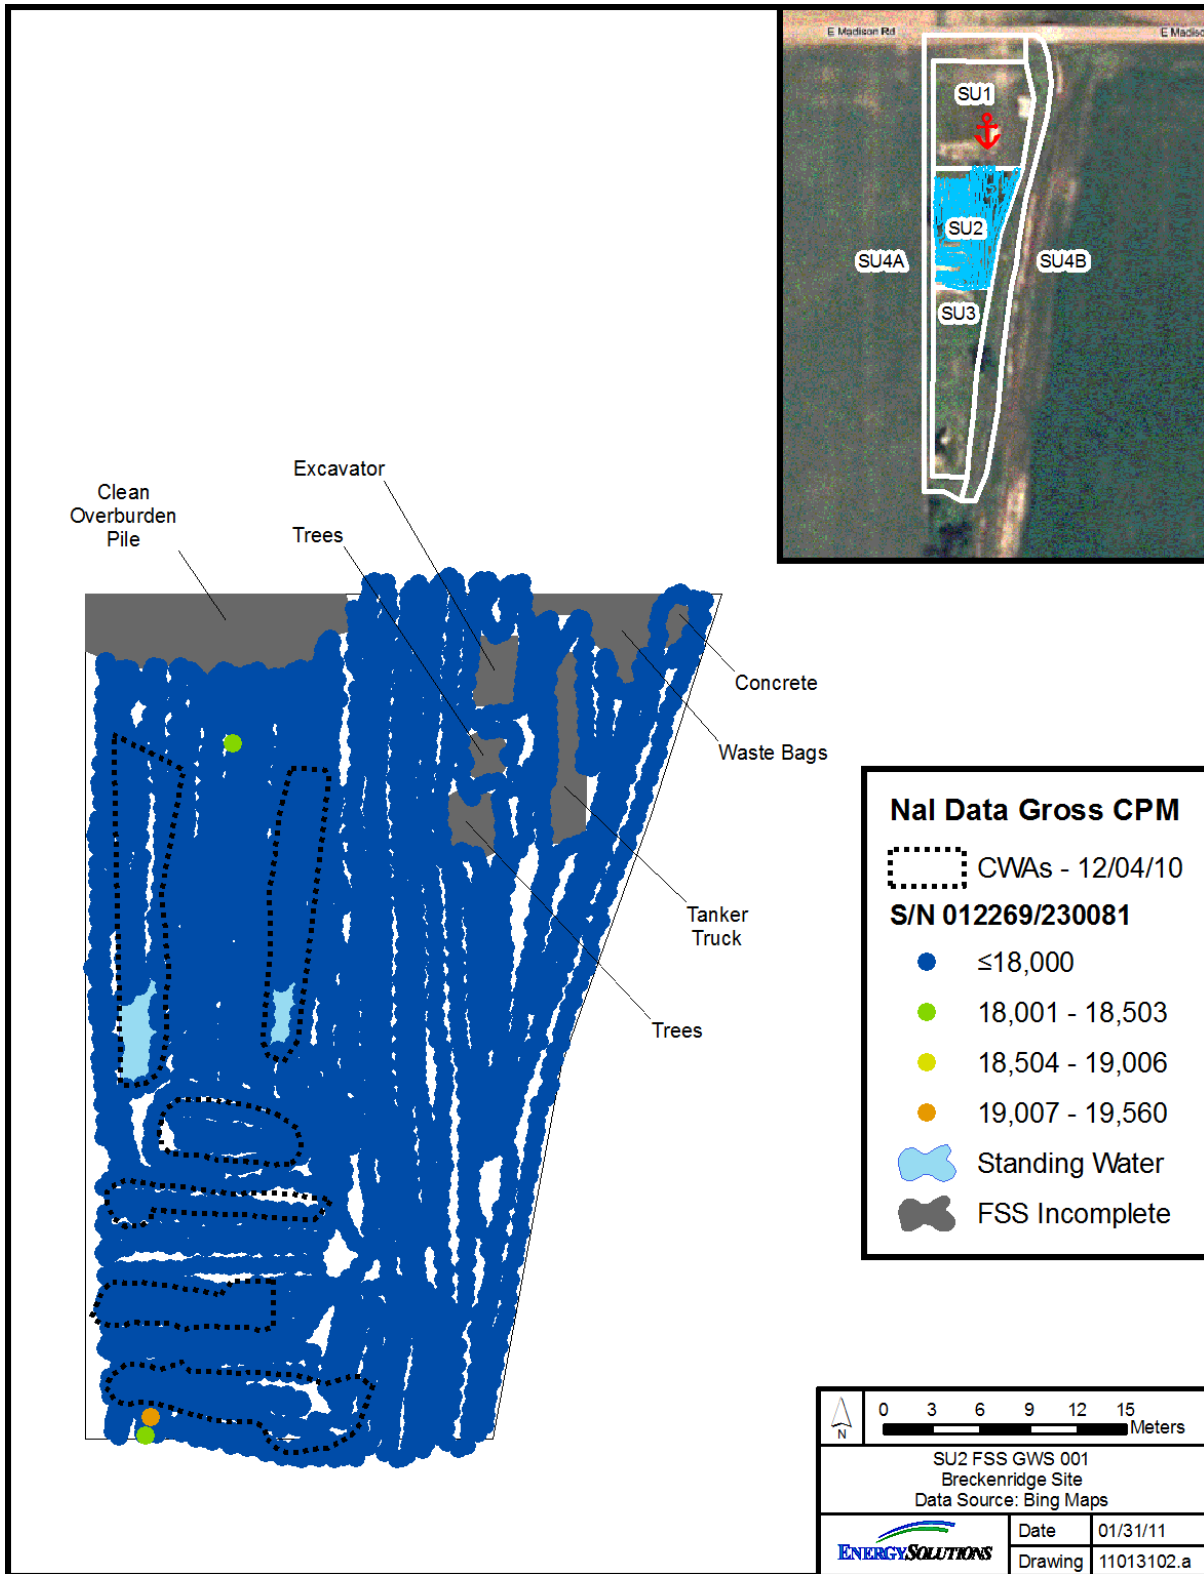 E Madison Rd
E Madiso
SU1
SU2
SU4A
SU4B
SU3
Excavator
Clean
Overburden
Pile
Trees
Concrete
Waste Bags
Tanker
Truck
Trees
NaI Data Gross CPM
CWAs - 12/04/10
S/N 012269/230081
≤18,000
18,001 - 18,503
18,504 - 19,006
19,007 - 19,560
Standing Water
FSS Incomplete
N
0 3 6 9 12 15
Meters
SU2 FSS GWS 001
Breckenridge Site
Data Source: Bing Maps
ENERGYSOLUTIONS
Date 01/31/11
Drawing 11013102.a